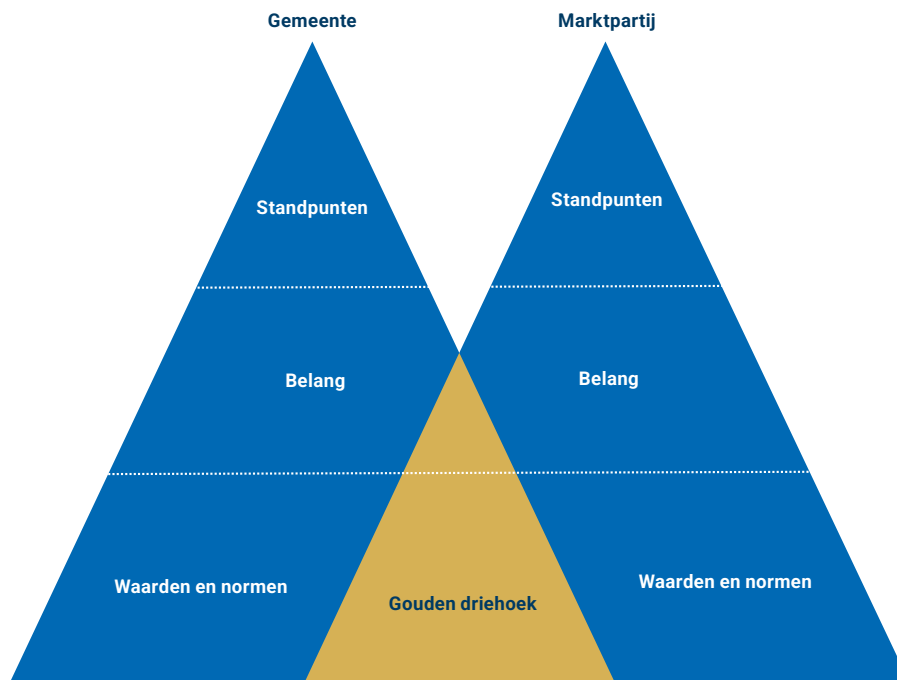 Gemeente
Marktpartij
Standpunten
Standpunten
Belang
Belang
Waarden en normen
Waarden en normen
Gouden driehoek